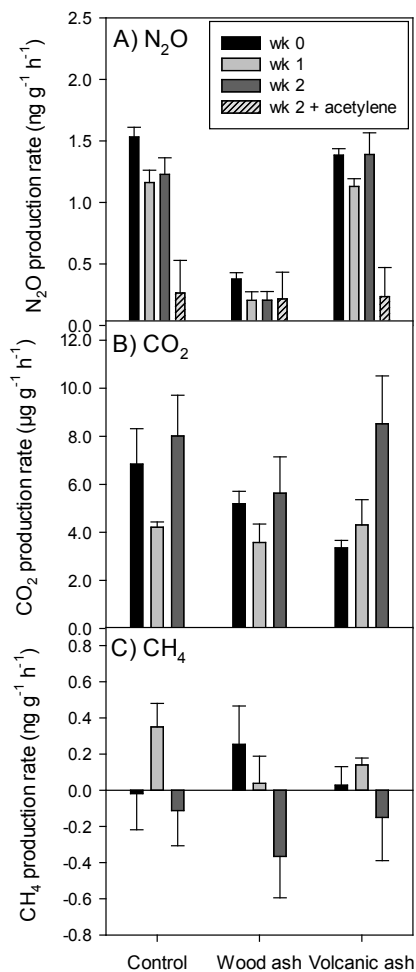 A) N₂O
wk 0
wk 1
wk 2
wk 2 + acetylene
N₂O production rate (ng g⁻¹ h⁻¹)
2.5
2.0
1.5
1.0
0.5
0.0
B) CO₂
CO₂ production rate (µg g⁻¹ h⁻¹)
12.0
10.0
8.0
6.0
4.0
2.0
0.0
C) CH₄
CH₄ production rate (ng g⁻¹ h⁻¹)
0.8
0.6
0.4
0.2
0.0
-0.2
-0.4
-0.6
-0.8
Control
Wood ash
Volcanic ash